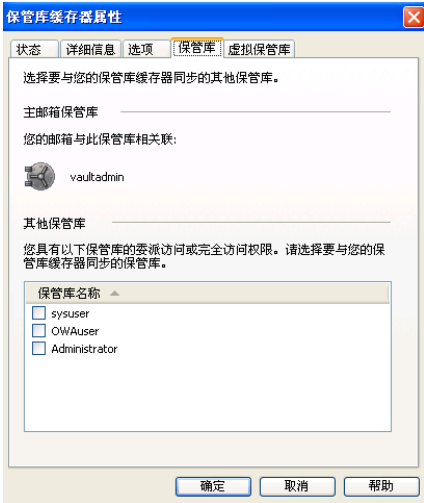 保管库缓存器属性
状态 详细信息 选项 保管库 虚拟保管库
选择要与您的保管库缓存器同步的其他保管库。
主邮箱保管库
您的邮箱与此保管库相关联:
vaultadmin
其他保管库
您具有以下保管库的委派访问或完全访问权限。请选择要与您的保
管库缓存器同步的保管库。
保管库名称
sysuser
OWAuser
Administrator
确定 取消 帮助